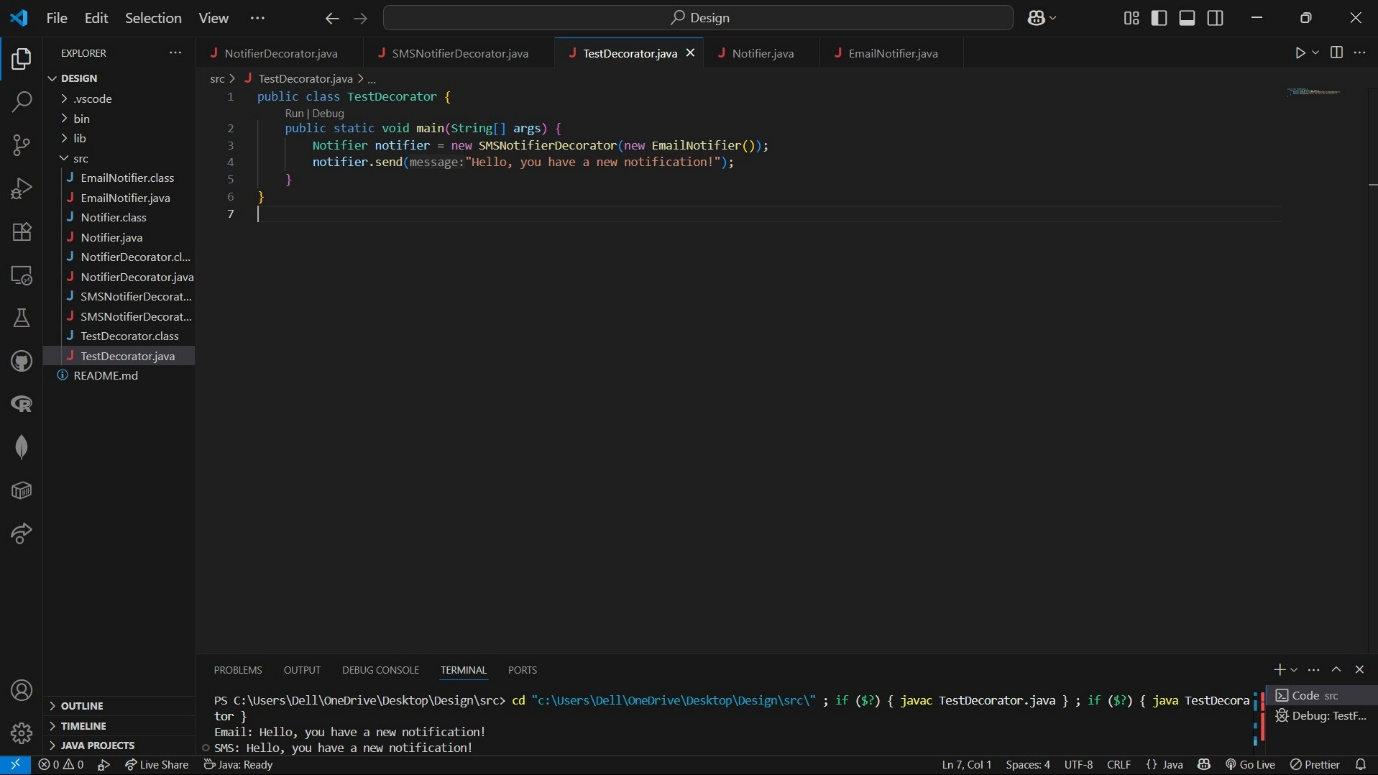 File Edit Selection View ···
Design
EXPLORER ···
DESIGN
.vscode
bin
lib
src
J EmailNotifier.class
J EmailNotifier.java
J Notifier.class
J Notifier.java
J NotifierDecorator.cl...
J NotifierDecorator.java
J SMSNotifierDecorat...
J SMSNotifierDecorat...
J TestDecorator.class
J TestDecorator.java
README.md
OUTLINE
TIMELINE
JAVA PROJECTS
J NotifierDecorator.java J SMSNotifierDecorator.java J TestDecorator.java J Notifier.java J EmailNotifier.java
src > J TestDecorator.java > ...
1 public class TestDecorator {
Run | Debug
2 public static void main(String[] args) {
3 Notifier notifier = new SMSNotifierDecorator(new EmailNotifier());
4 notifier.send(message:"Hello, you have a new notification!");
5 }
6 }
7
PROBLEMS OUTPUT DEBUG CONSOLE TERMINAL PORTS
PS C:\Users\Dell\OneDrive\Desktop\Design\src> cd "c:\Users\Dell\OneDrive\Desktop\Design\src\" ; if ($?) { javac TestDecorator.java } ; if ($?) { java TestDecora
tor }
Email: Hello, you have a new notification!
SMS: Hello, you have a new notification!
Code src
Debug: TestF...
0 0 Live Share Java: Ready Ln 7, Col 1 Spaces: 4 UTF-8 CRLF {} Java Go Live Prettier